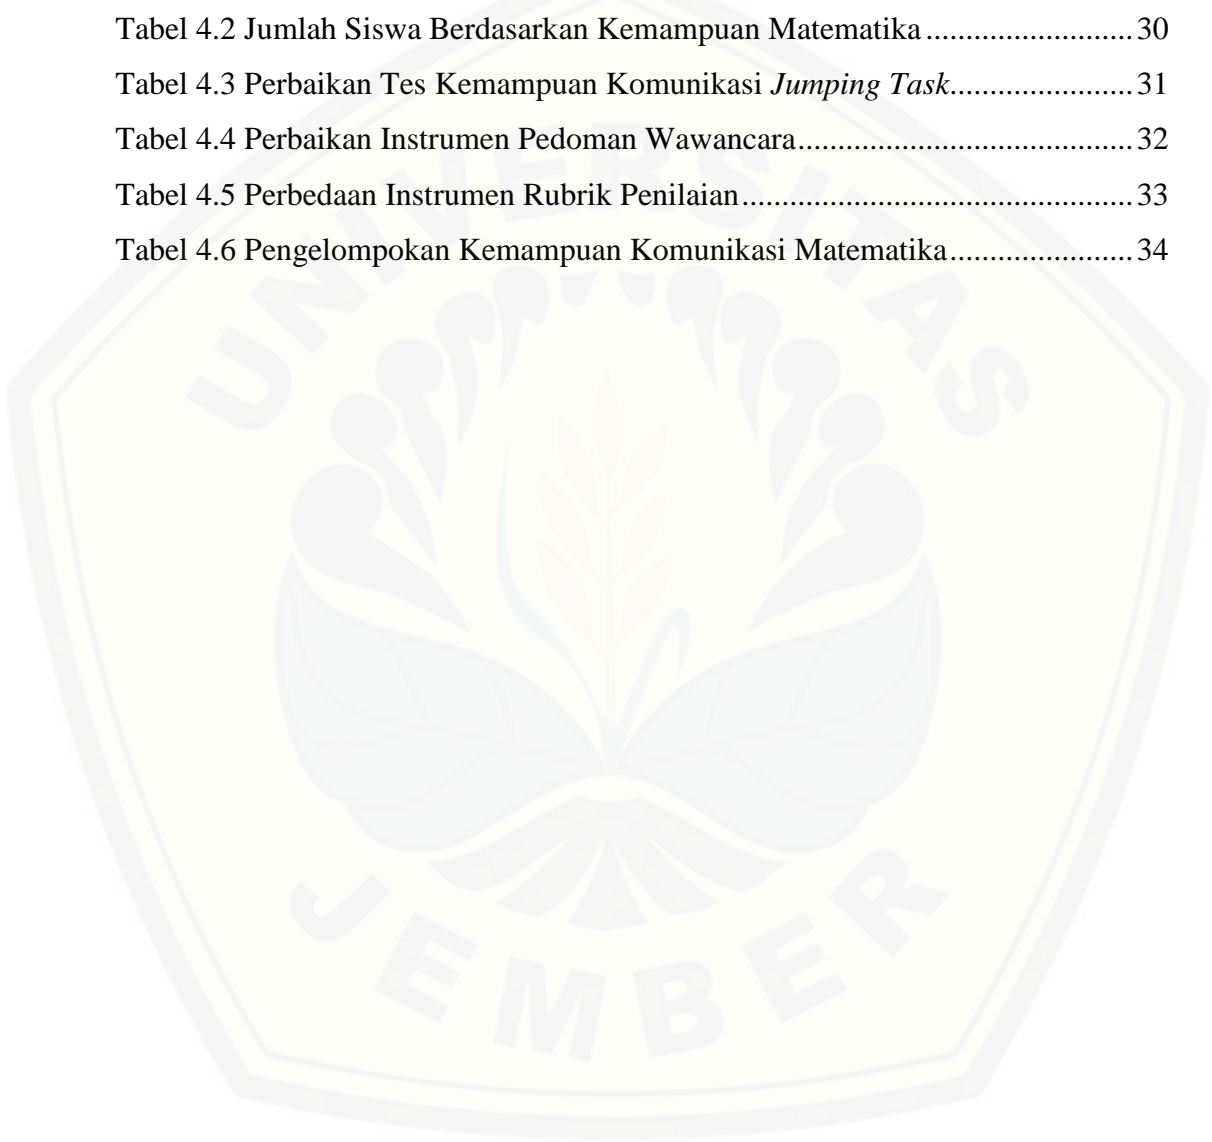 Tabel 4.2 Jumlah Siswa Berdasarkan Kemampuan Matematika .......................... 30
Tabel 4.3 Perbaikan Tes Kemampuan Komunikasi Jumping Task....................... 31
Tabel 4.4 Perbaikan Instrumen Pedoman Wawancara.......................................... 32
Tabel 4.5 Perbedaan Instrumen Rubrik Penilaian................................................. 33
Tabel 4.6 Pengelompokan Kemampuan Komunikasi Matematika....................... 34
UNIVERSITAS
JEMBER